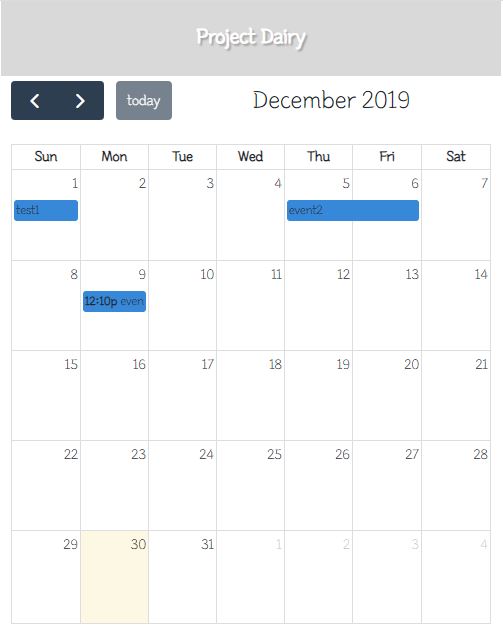 Project Dairy
today
December 2019
Sun Mon Tue Wed Thu Fri Sat
1 2 3 4 5 6 7
test1 event2
8 9 10 11 12 13 14
12:10p even
15 16 17 18 19 20 21
22 23 24 25 26 27 28
29 30 31 1 2 3 4